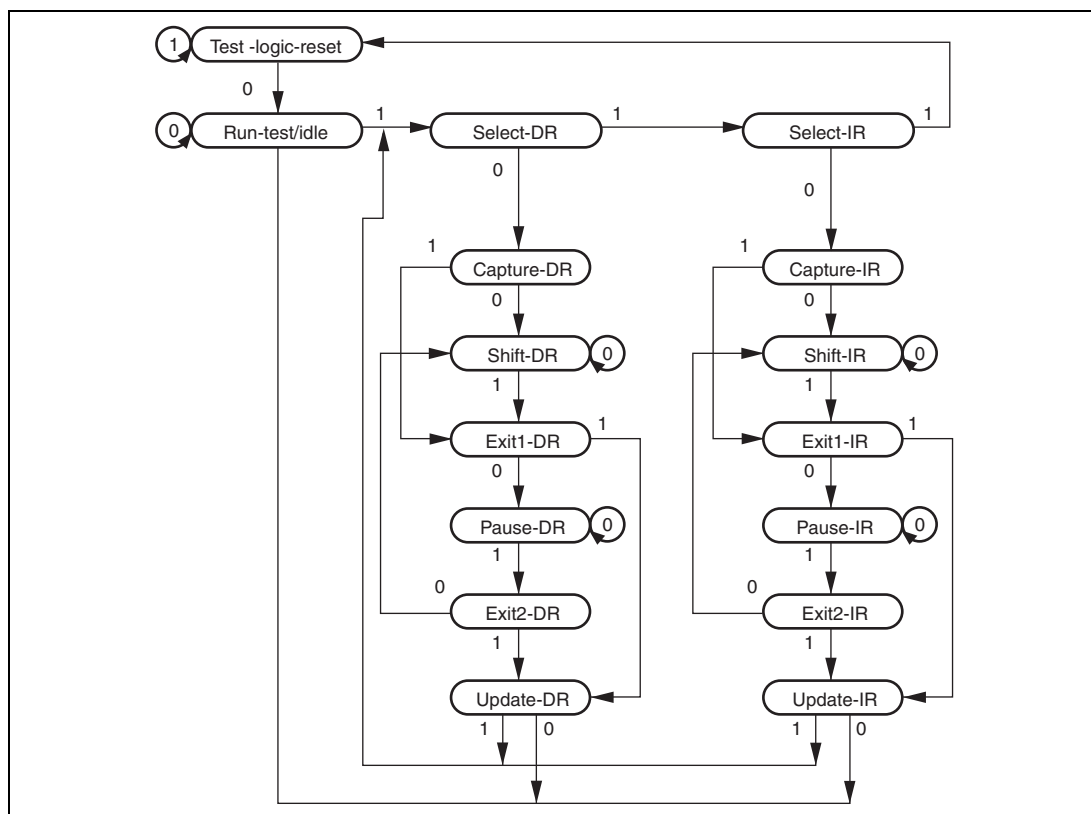 1 Test -logic-reset
0
0 Run-test/idle 1 Select-DR 1 Select-IR 1
0 0
1 Capture-DR 1 Capture-IR
0 0
Shift-DR 0 Shift-IR 0
1 1
Exit1-DR 1 Exit1-IR 1
0 0
Pause-DR 0 Pause-IR 0
1 1
0 Exit2-DR 0 Exit2-IR
1 1
Update-DR Update-IR
1 0 1 0